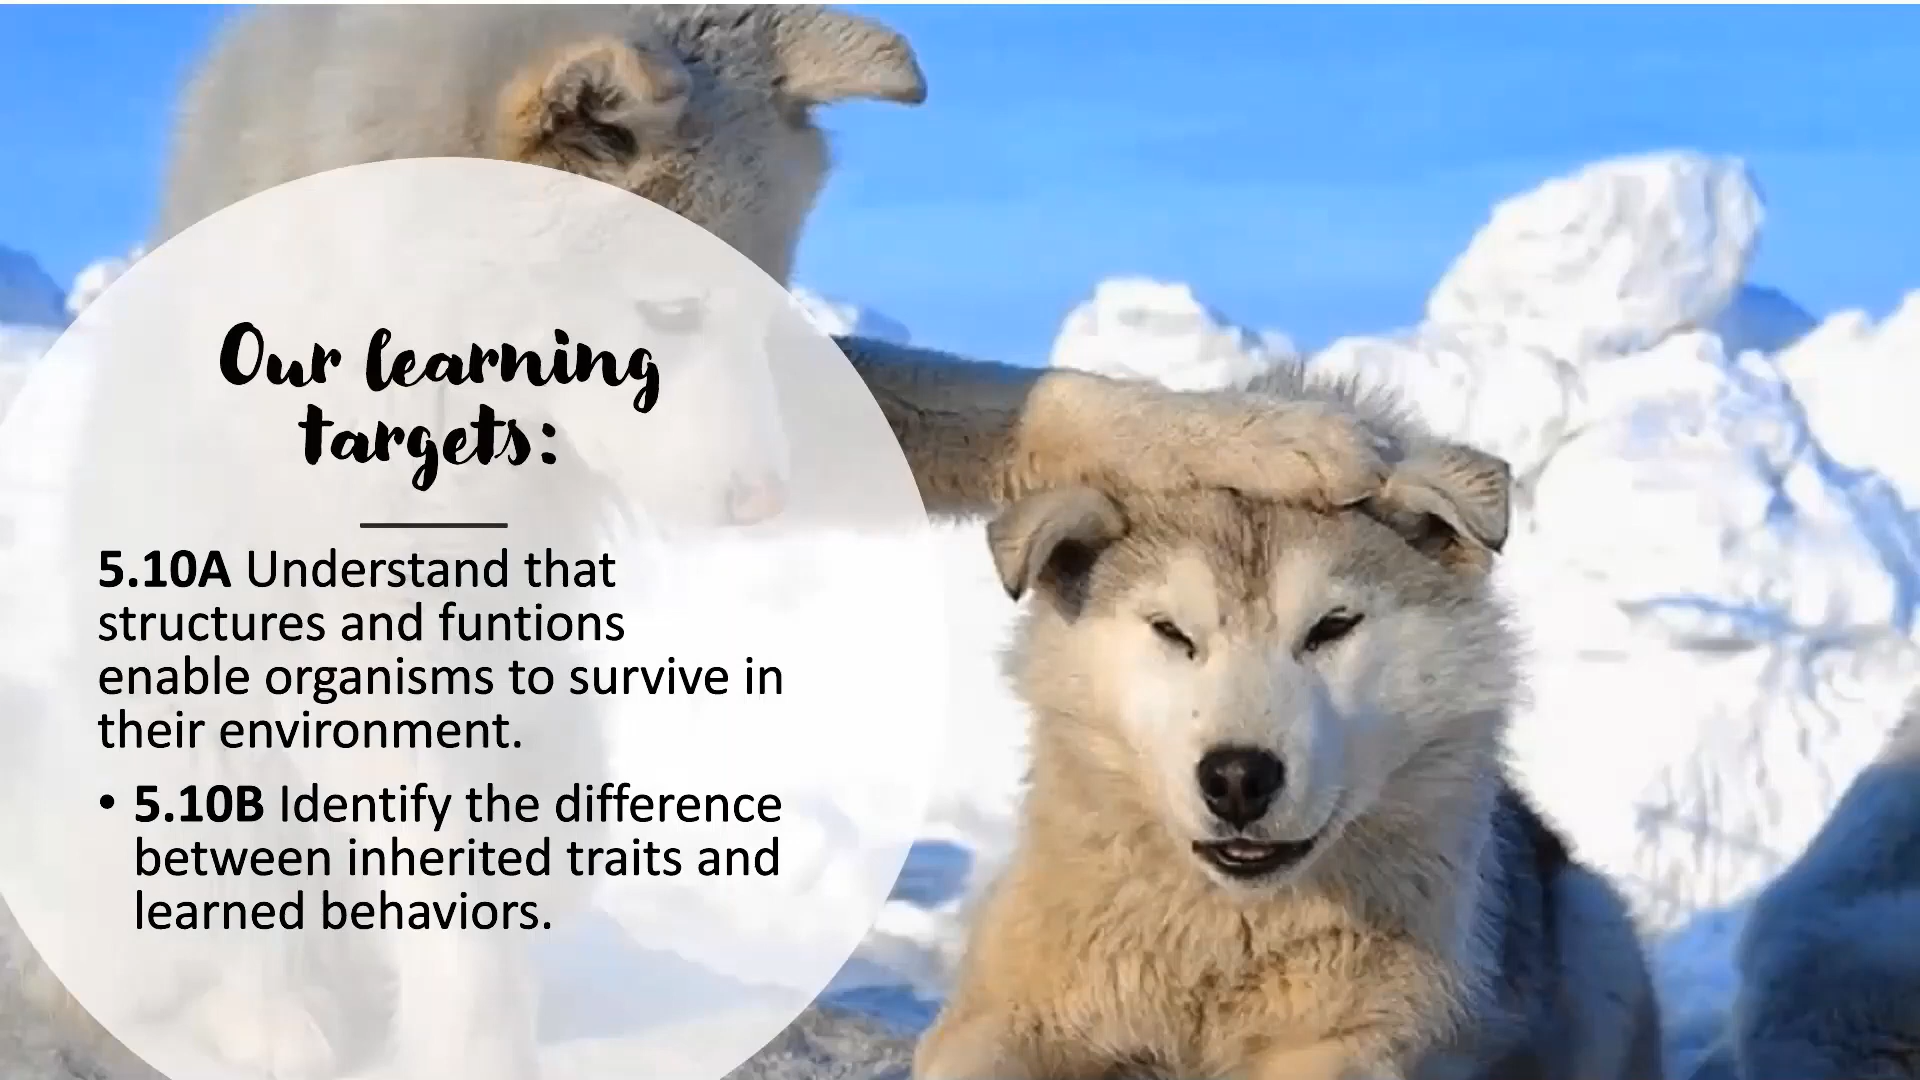 Our learning
targets:
5.10A Understand that
structures and funtions
enable organisms to survive in
their environment.
• 5.10B Identify the difference
between inherited traits and
learned behaviors.